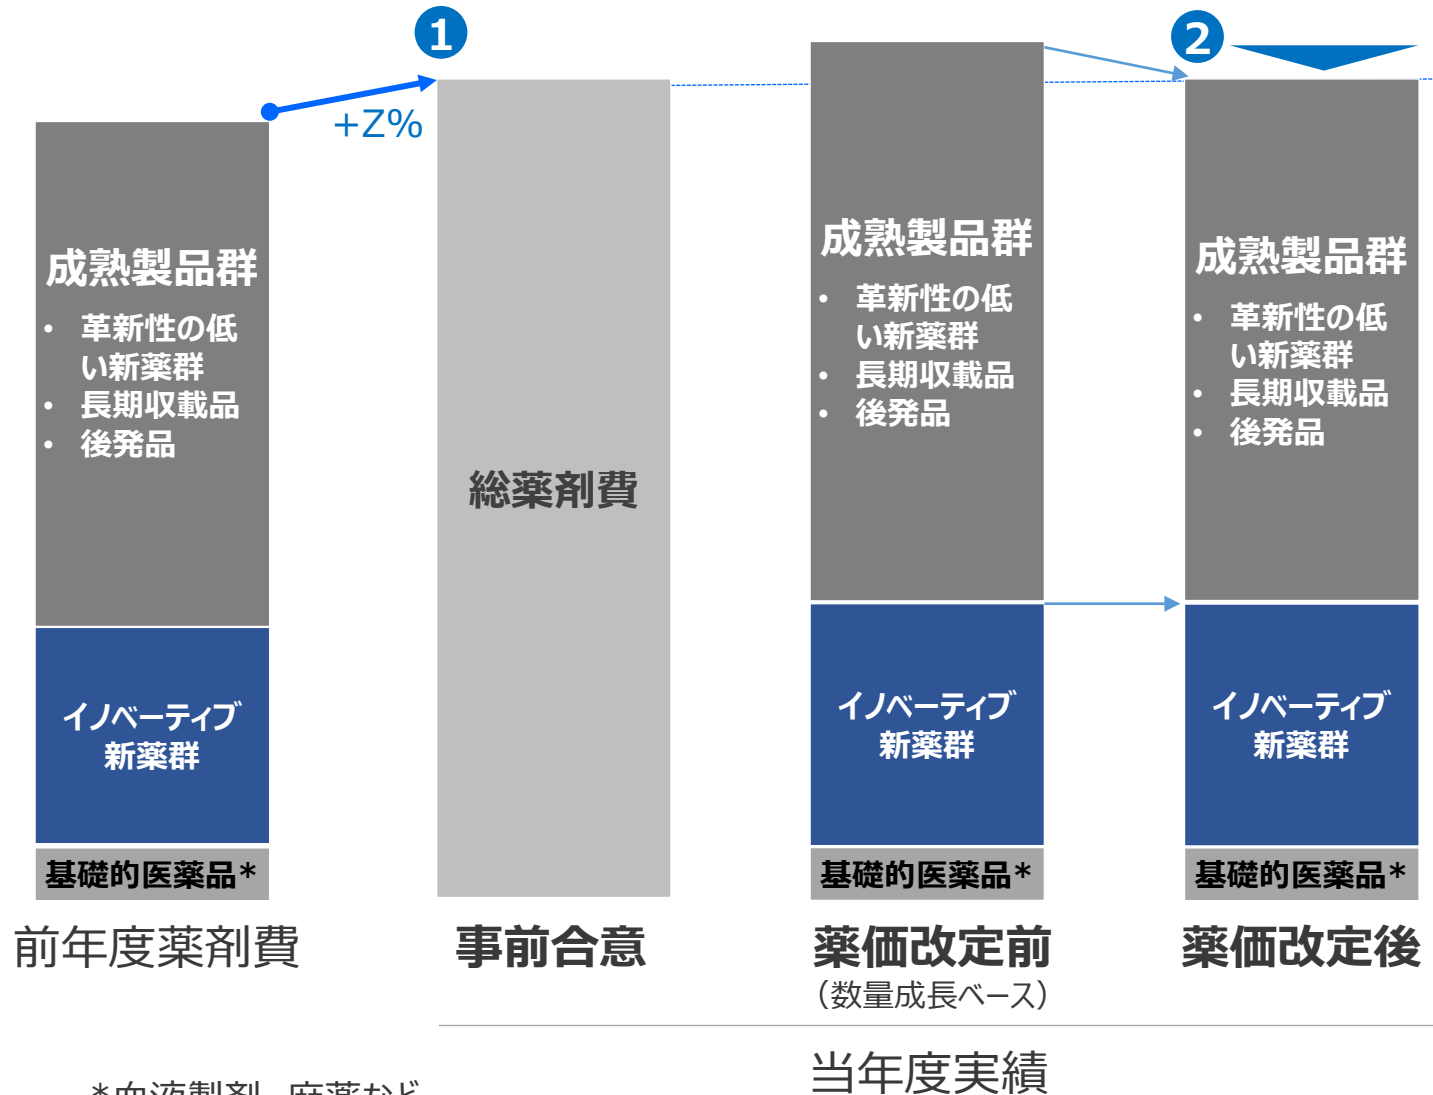 1
2
+Z%
成熟製品群
• 革新性の低
い新薬群
• 長期収載品
• 後発品
イノベーティブ
新薬群
基礎的医薬品*
前年度薬剤費
総薬剤費
事前合意
成熟製品群
• 革新性の低
い新薬群
• 長期収載品
• 後発品
イノベーティブ
新薬群
基礎的医薬品*
薬価改定前
（数量成長ベース）
成熟製品群
• 革新性の低
い新薬群
• 長期収載品
• 後発品
イノベーティブ
新薬群
基礎的医薬品*
薬価改定後
当年度実績
*血液製剤、麻薬など